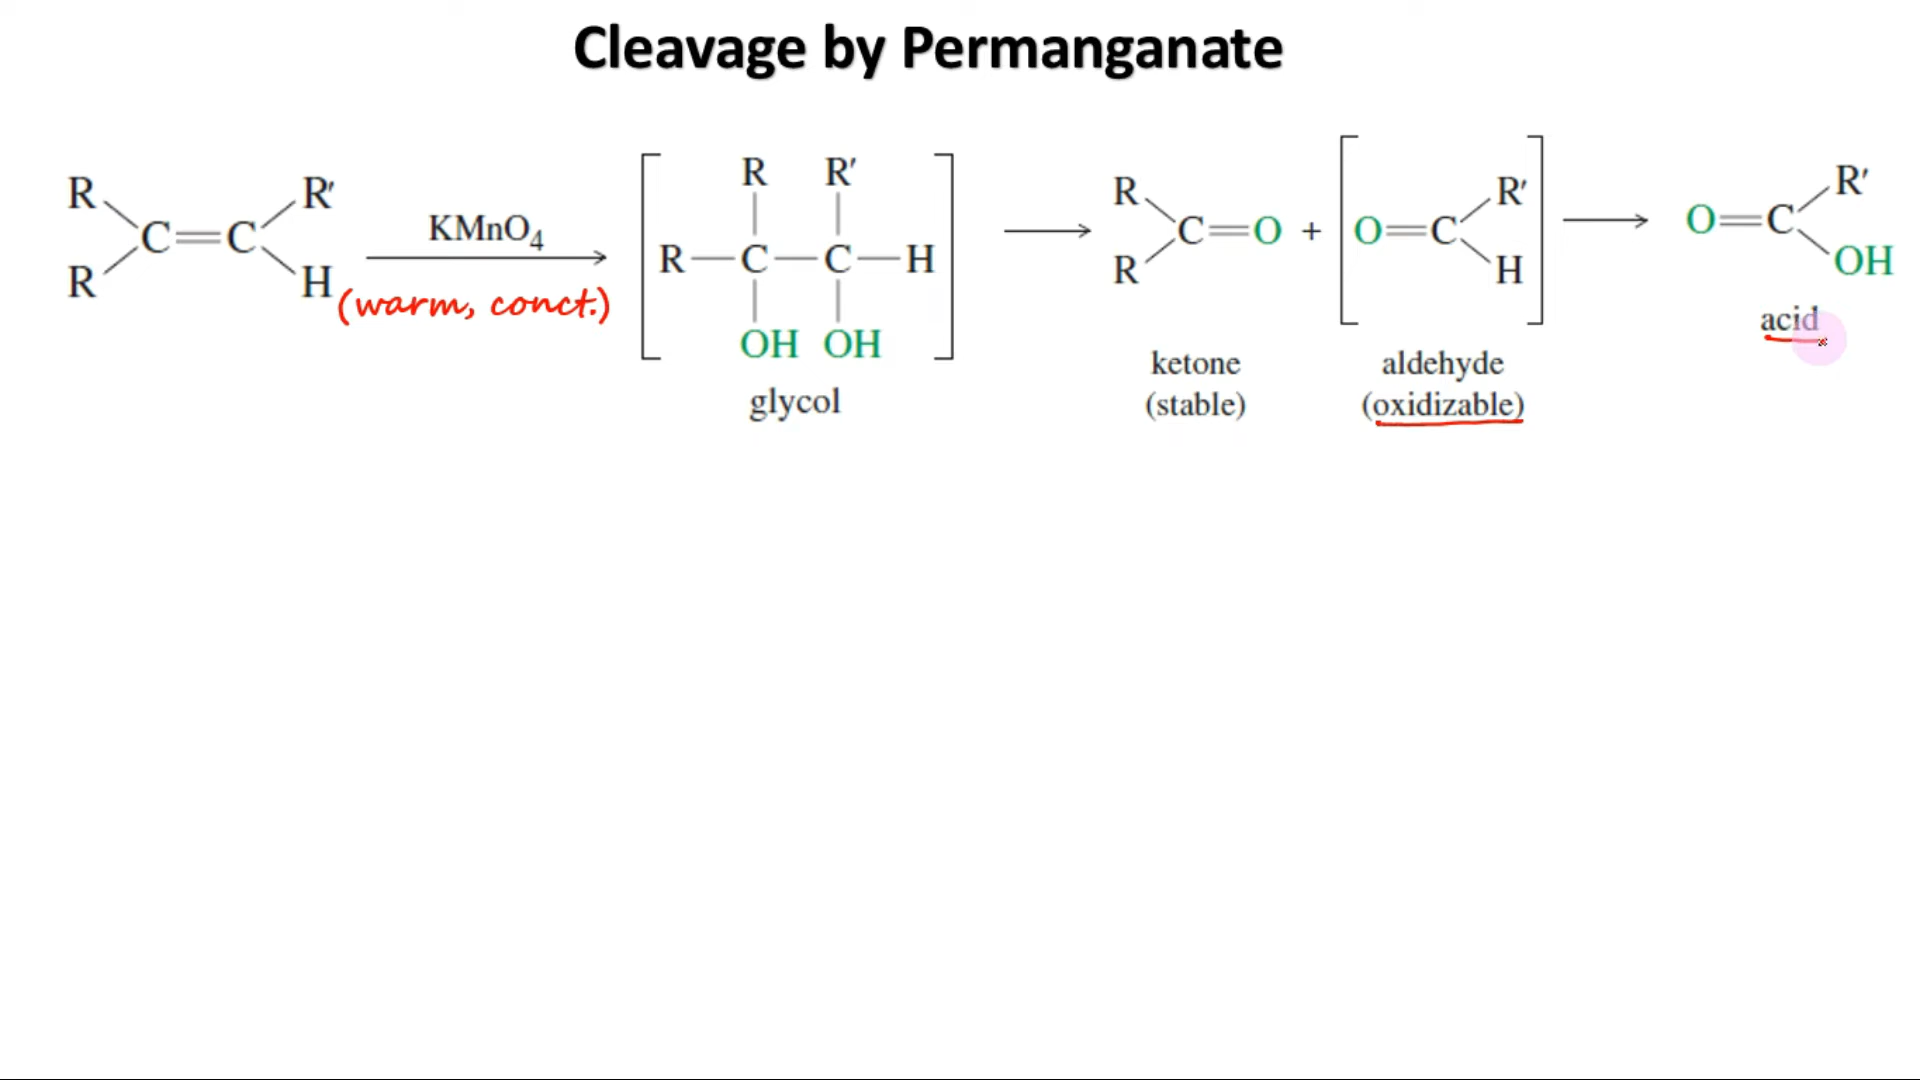 Cleavage by Permanganate
R R' C=C R H
KMnO4
(warm, conct.)
R R'
R—C—C—H
OH OH
glycol
R C=O R
+
O=C R' H
ketone
(stable)
aldehyde
(oxidizable)
O=C R' OH
acid